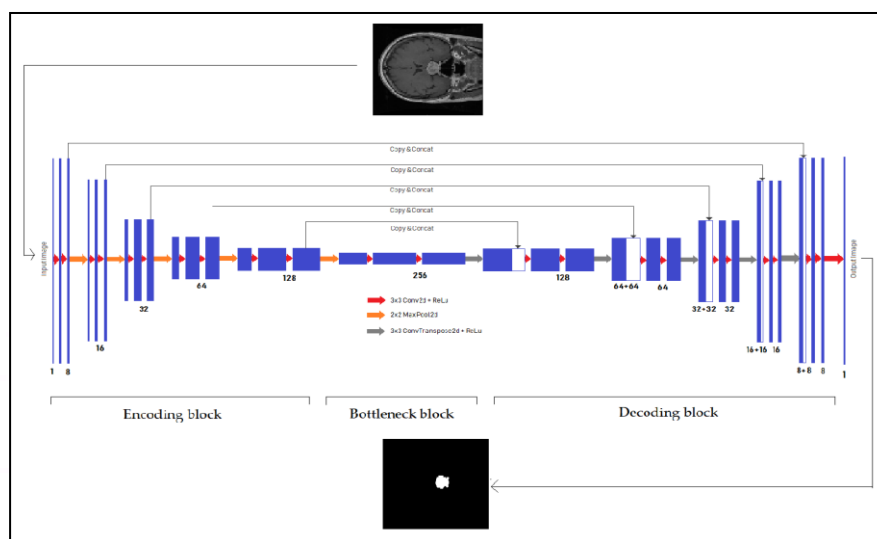 Copy & Concat
Copy & Concat
Copy & Concat
Copy & Concat
Copy & Concat
Input Image
Output Image
1
8
16
32
64
128
256
128
64+64
64
32+32
32
16+16
16
8+8
8
1
3x3 Conv2d + ReLu
2x2 MaxPool2d
3x3 ConvTranspose2d + ReLu
Encoding block
Bottleneck block
Decoding block